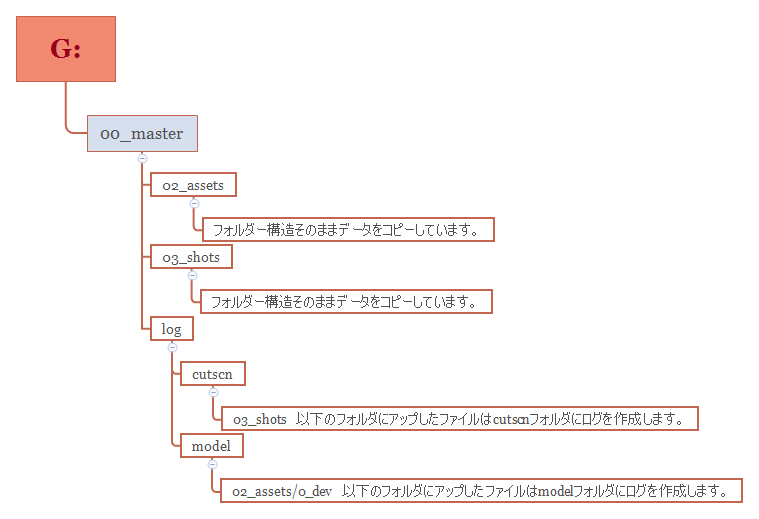 G:
00_master
02_assets
フォルダー構造そのままデータをコピーしています。
03_shots
フォルダー構造そのままデータをコピーしています。
log
cutscn
03_shots 以下のフォルダにアップしたファイルはcutscnフォルダにログを作成します。
model
02_assets/0_dev 以下のフォルダにアップしたファイルはmodelフォルダにログを作成します。